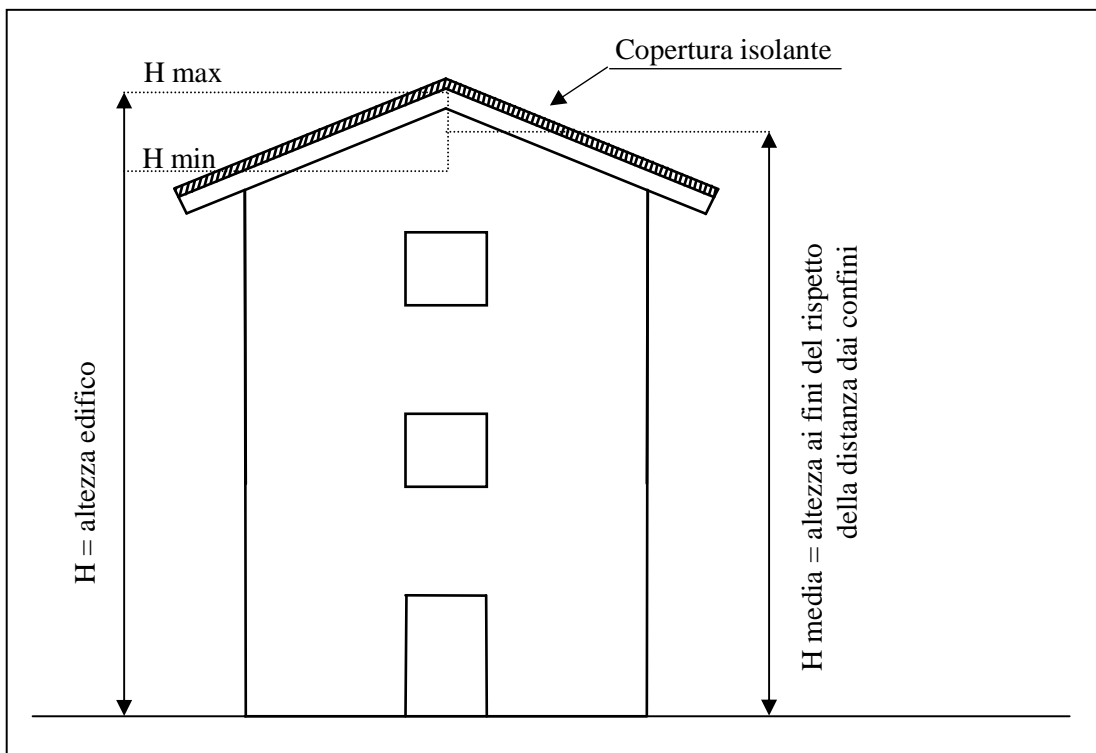 Copertura isolante
H max
H min
H = altezza edifico
H media = altezza ai fini del rispetto
della distanza dai confini